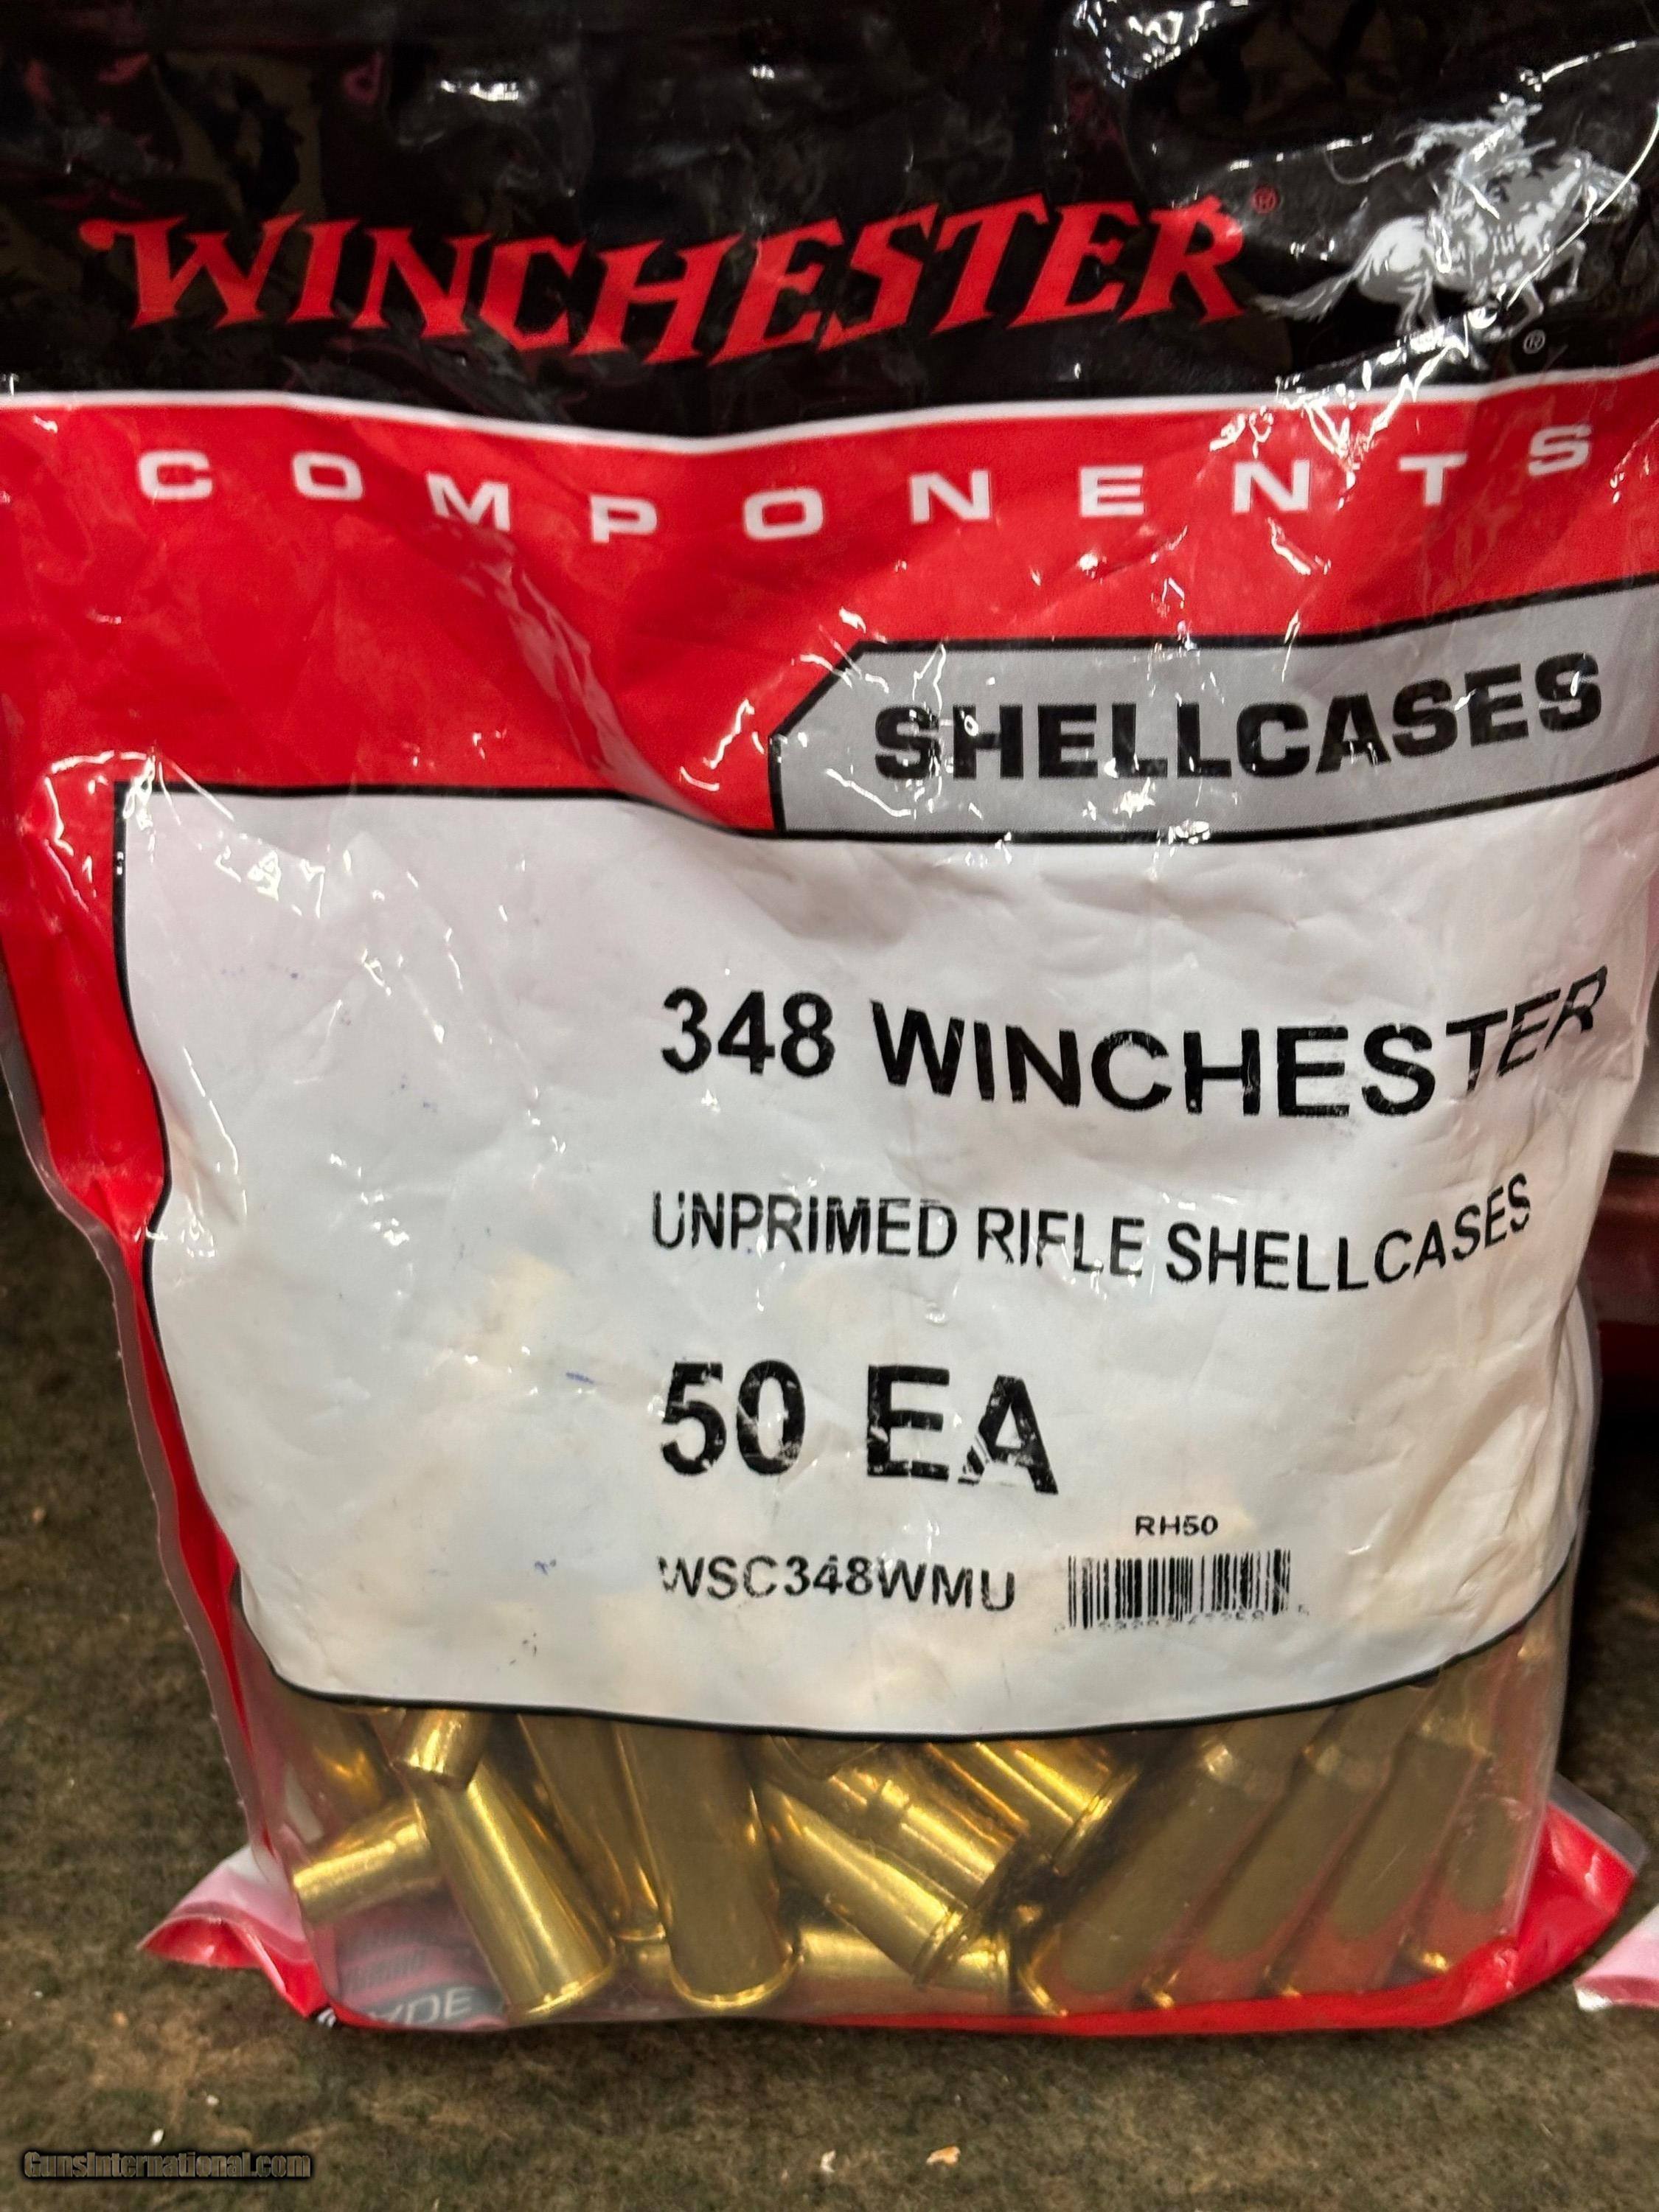 WINCHESTER®
®
COMPONENTS
SHELLCASES
348 WINCHESTER
UNPRIMED RIFLE SHELLCASES
50 EA
RH50
WSC348WMU
GunsInternational.com